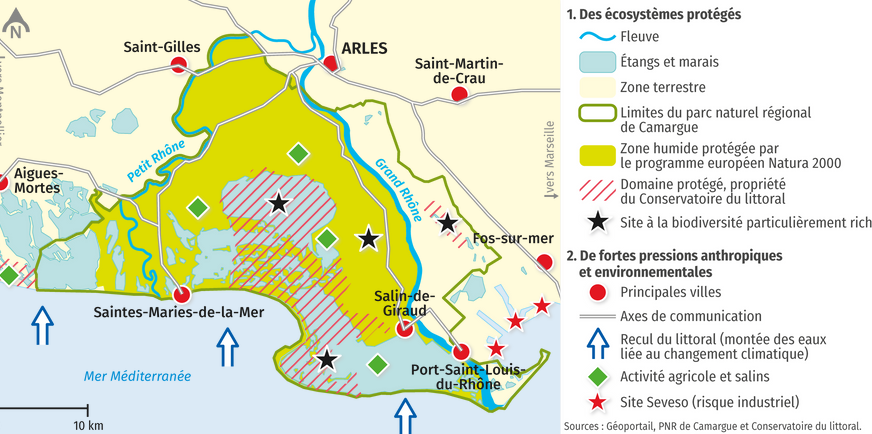 N
Saint-Gilles
ARLES
Saint-Martin-
de-Crau
Petit Rhône
Grand Rhône
vers Marseille
Aigues-
Mortes
Fos-sur-mer
Saintes-Maries-de-la-Mer
Salin-de-
Giraud
Port-Saint-Louis-
du-Rhône
Mer Méditerranée
10 km
1. Des écosystèmes protégés
Fleuve
Étangs et marais
Zone terrestre
Limites du parc naturel régional
de Camargue
Zone humide protégée par
le programme européen Natura 2000
Domaine protégé, propriété
du Conservatoire du littoral
Site à la biodiversité particulièrement rich
2. De fortes pressions anthropiques
et environnementales
Principales villes
Axes de communication
Recul du littoral (montée des eaux
liée au changement climatique)
Activité agricole et salins
Site Seveso (risque industriel)
Sources : Géoportail, PNR de Camargue et Conservatoire du littoral.